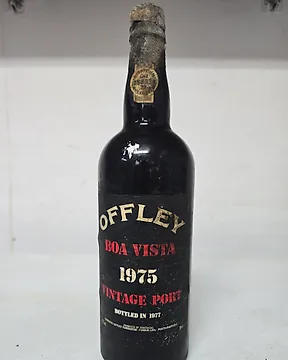 OFFLEY
BOA VISTA
1975
VINTAGE PORT
BOTTLED IN 1977